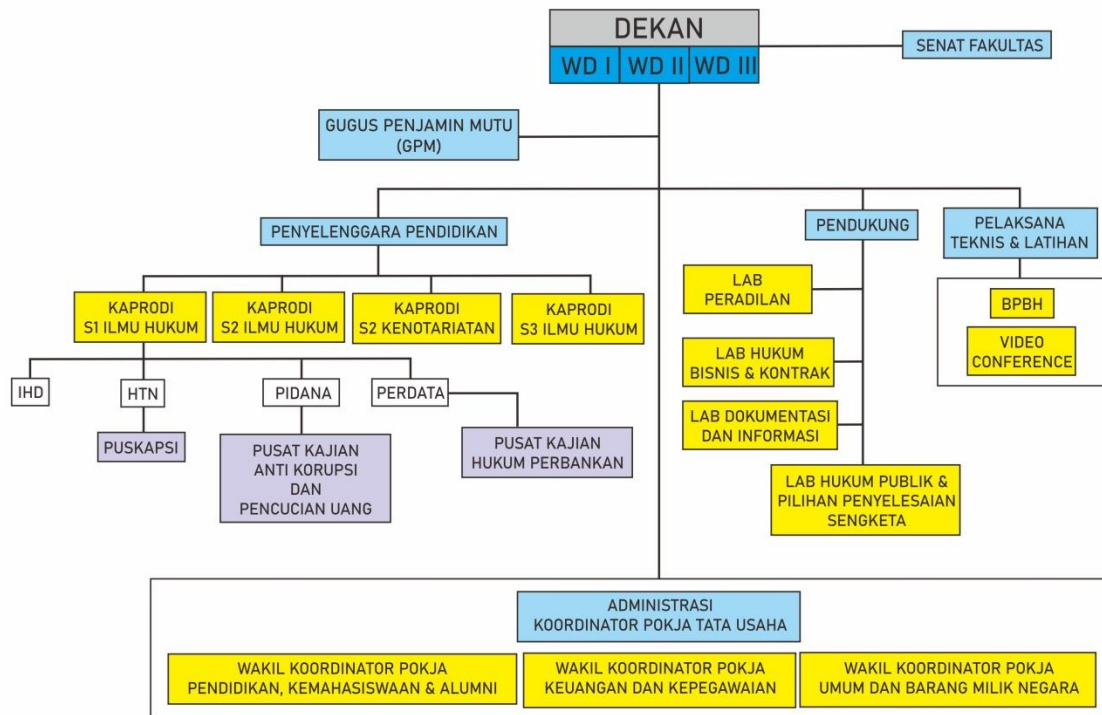 DEKAN
WD I
WD II
WD III
SENAT FAKULTAS
GUGUS PENJAMIN MUTU
(GPM)
PENYELENGGARA PENDIDIKAN
PENDUKUNG
PELAKSANA
TEKNIS & LATIHAN
KAPRODI
S1 ILMU HUKUM
KAPRODI
S2 ILMU HUKUM
KAPRODI
S2 KENOTARIATAN
KAPRODI
S3 ILMU HUKUM
LAB
PERADILAN
BPBH
VIDEO
CONFERENCE
LAB HUKUM
BISNIS & KONTRAK
IHD
HTN
PIDANA
PERDATA
LAB DOKUMENTASI
DAN INFORMASI
PUSKAPSI
PUSAT KAJIAN
ANTI KORUPSI
DAN
PENCUCIAN UANG
PUSAT KAJIAN
HUKUM PERBANKAN
LAB HUKUM PUBLIK &
PILIHAN PENYELESAIAN
SENGKETA
ADMINISTRASI
KOORDINATOR POKJA TATA USAHA
WAKIL KOORDINATOR POKJA
PENDIDIKAN, KEMAHASISWAAN & ALUMNI
WAKIL KOORDINATOR POKJA
KEUANGAN DAN KEPEGAWAIAN
WAKIL KOORDINATOR POKJA
UMUM DAN BARANG MILIK NEGARA